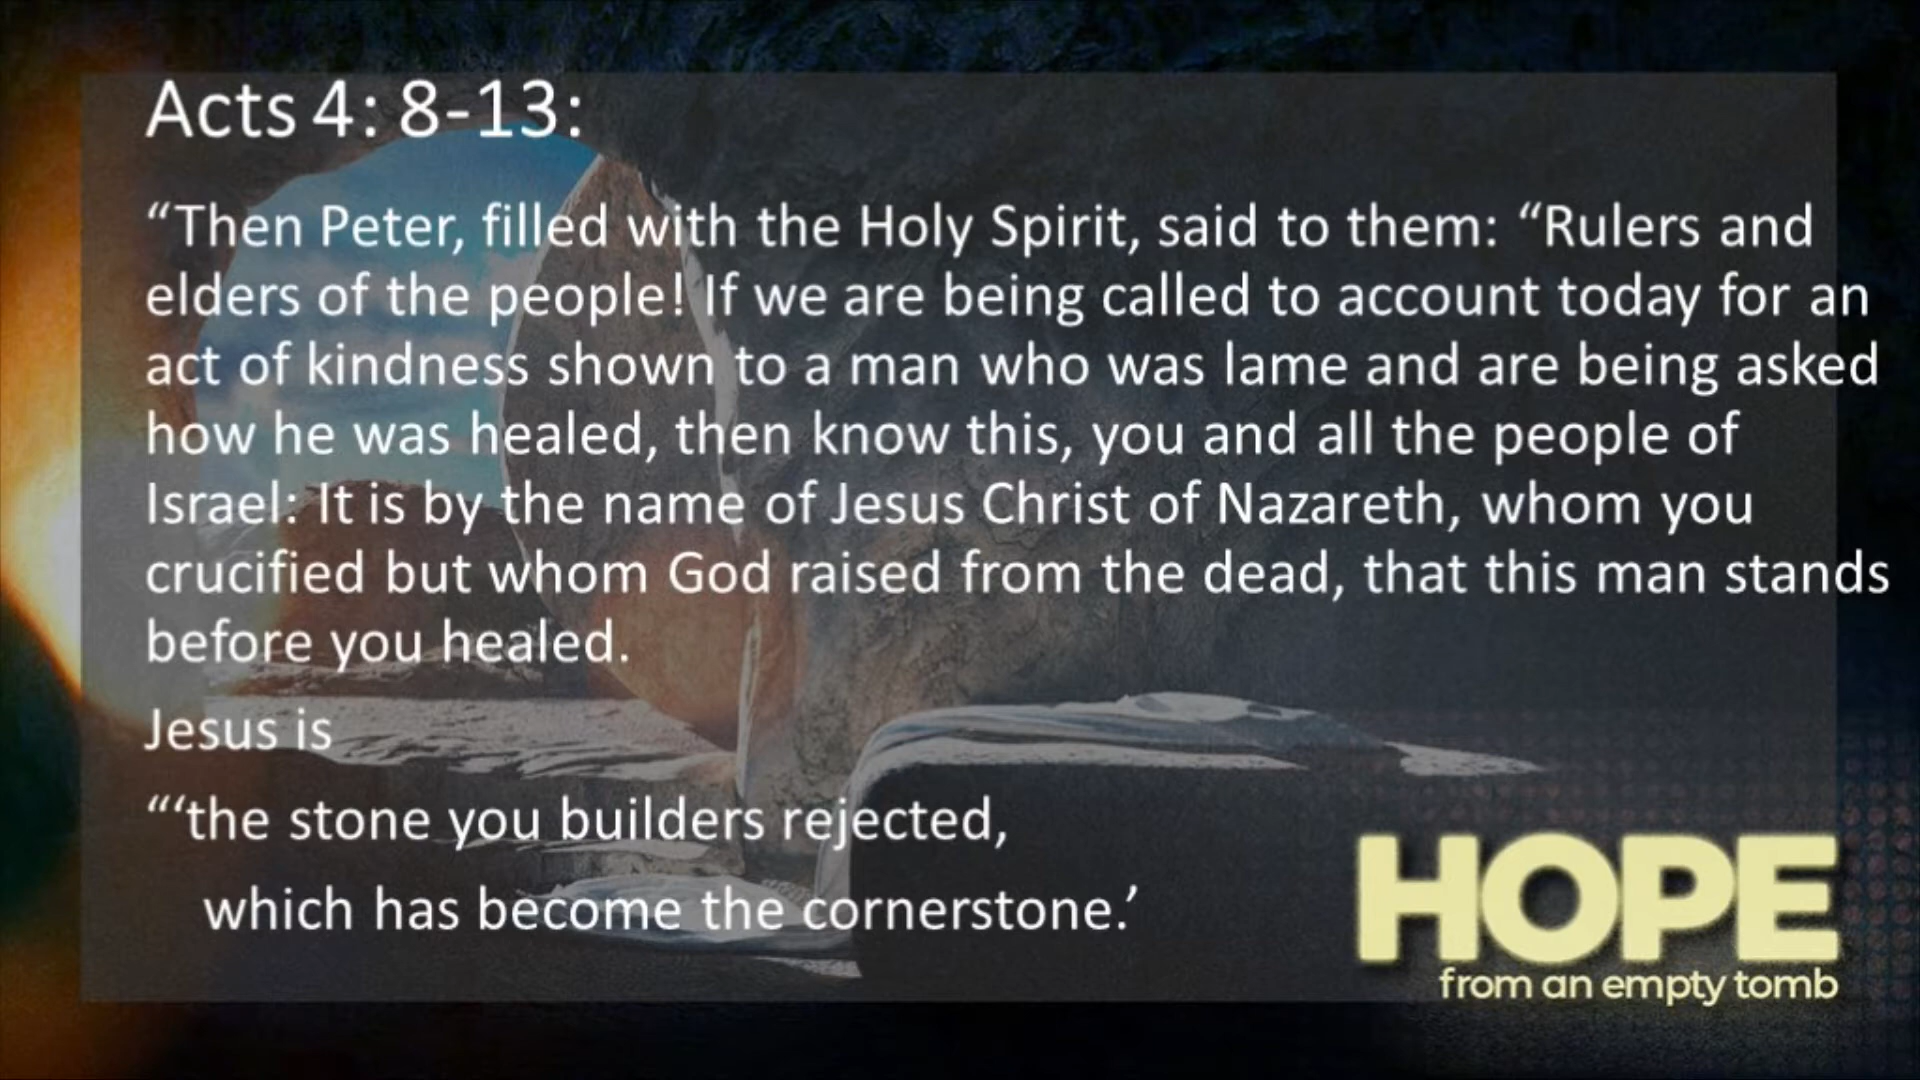 Acts 4: 8-13:
“Then Peter, filled with the Holy Spirit, said to them: “Rulers and
elders of the people! If we are being called to account today for an
act of kindness shown to a man who was lame and are being asked
how he was healed, then know this, you and all the people of
Israel: It is by the name of Jesus Christ of Nazareth, whom you
crucified but whom God raised from the dead, that this man stands
before you healed.
Jesus is
“‘the stone you builders rejected,
which has become the cornerstone.’
HOPE
from an empty tomb